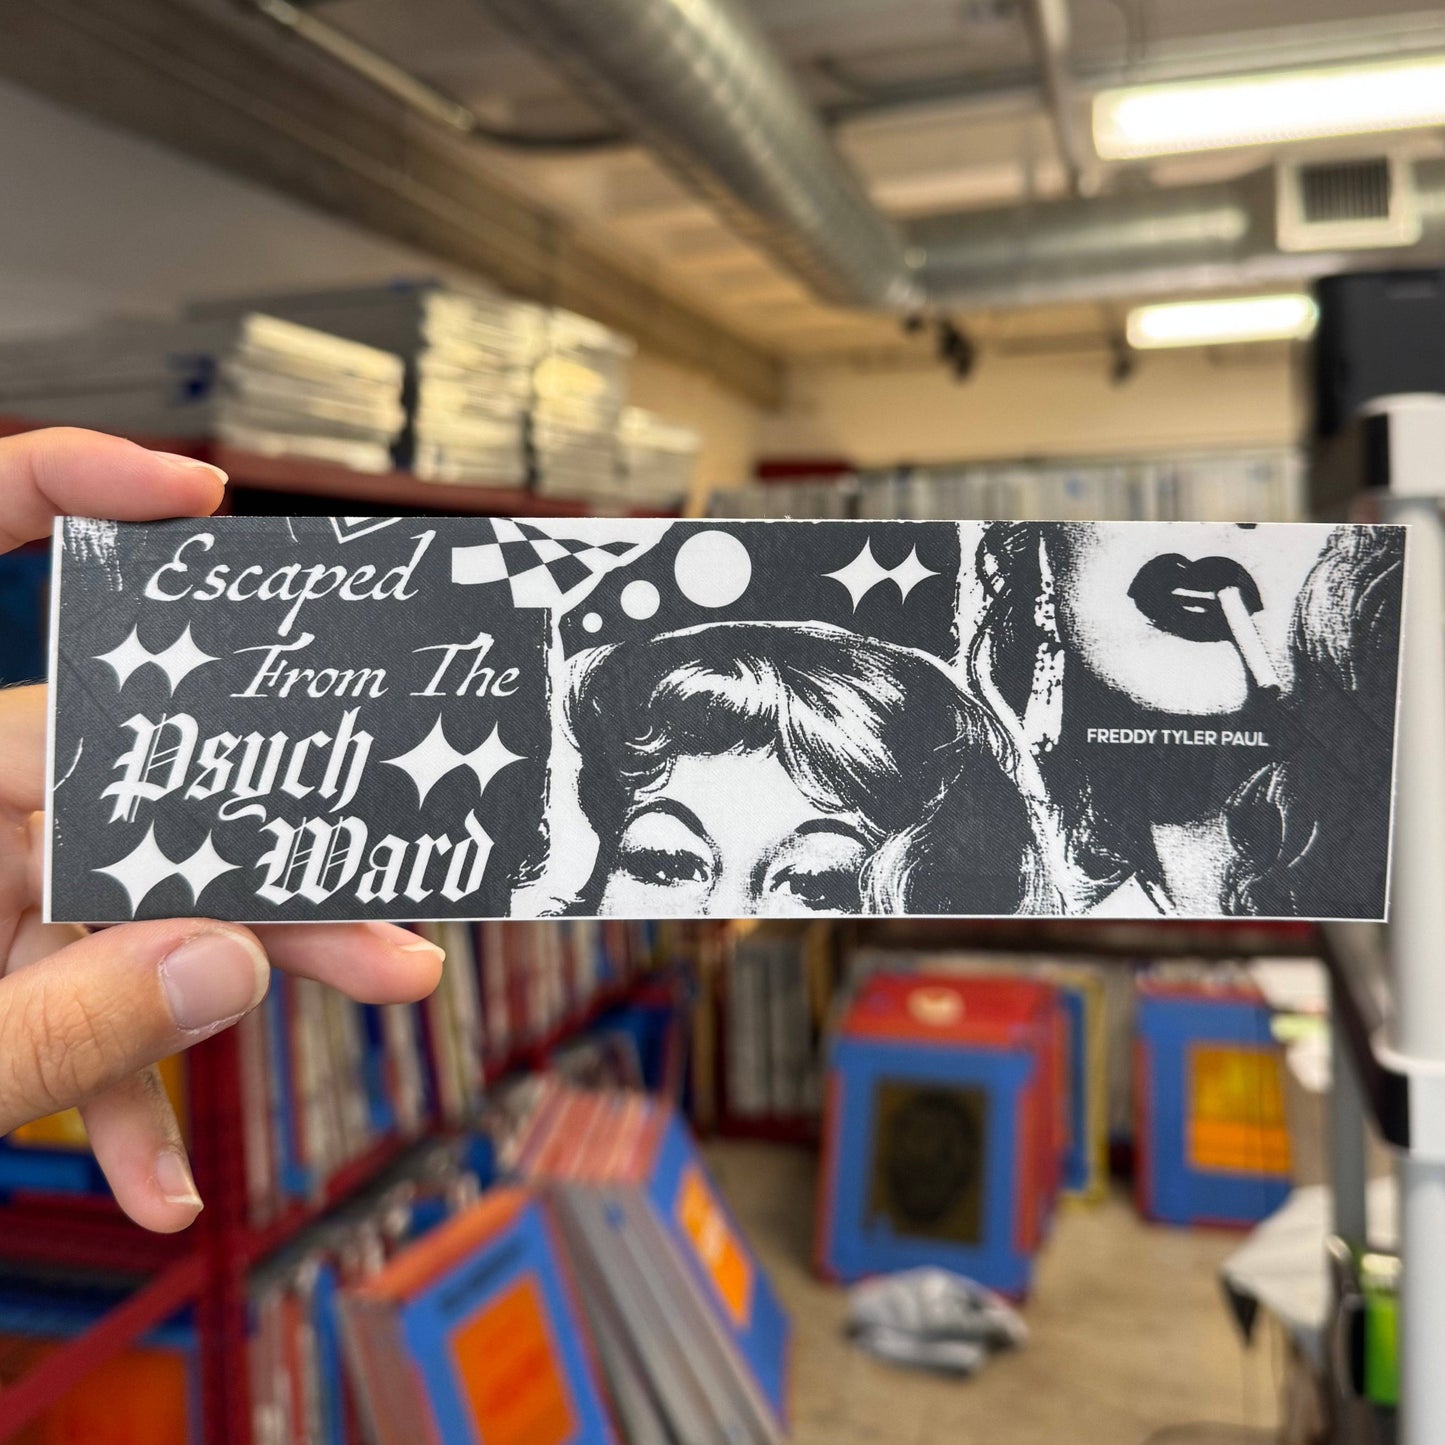 Escaped
From The
Psych
Ward
FREDDY TYLER PAUL